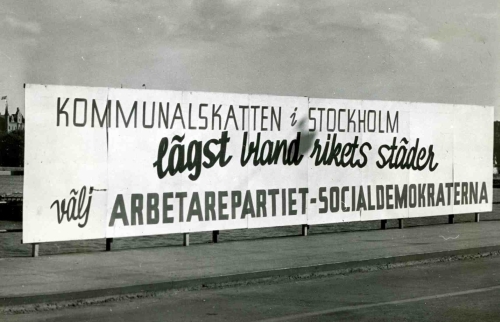 KOMMUNALSKATTEN i STOCKHOLM
lägst bland rikets städer
välj ARBETAREPARTIET-SOCIALDEMOKRATERNA